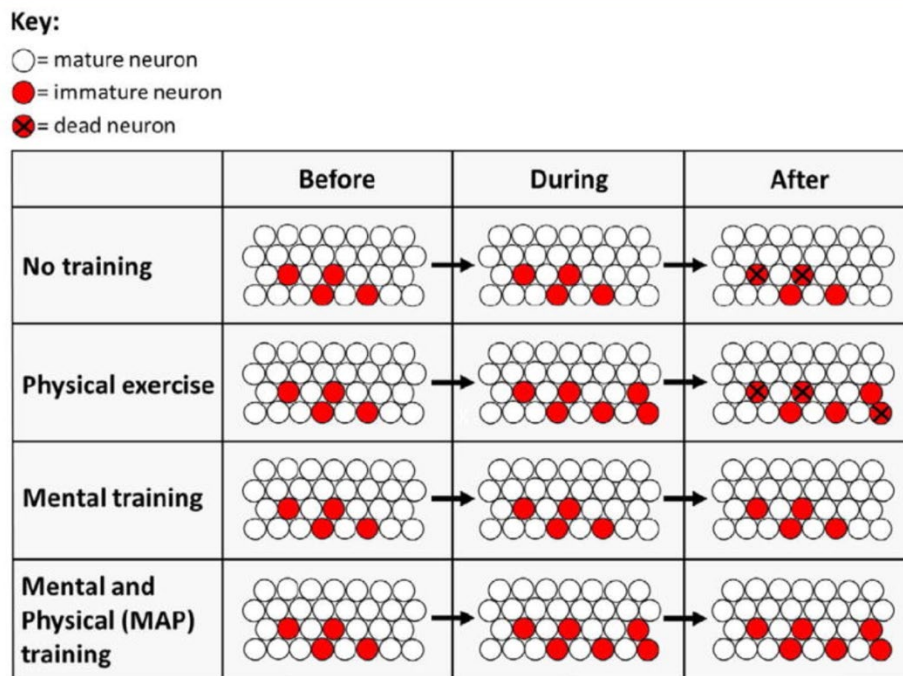 Key:
= mature neuron
= immature neuron
= dead neuron
Before During After
No training
Physical exercise
Mental training
Mental and
Physical (MAP)
training